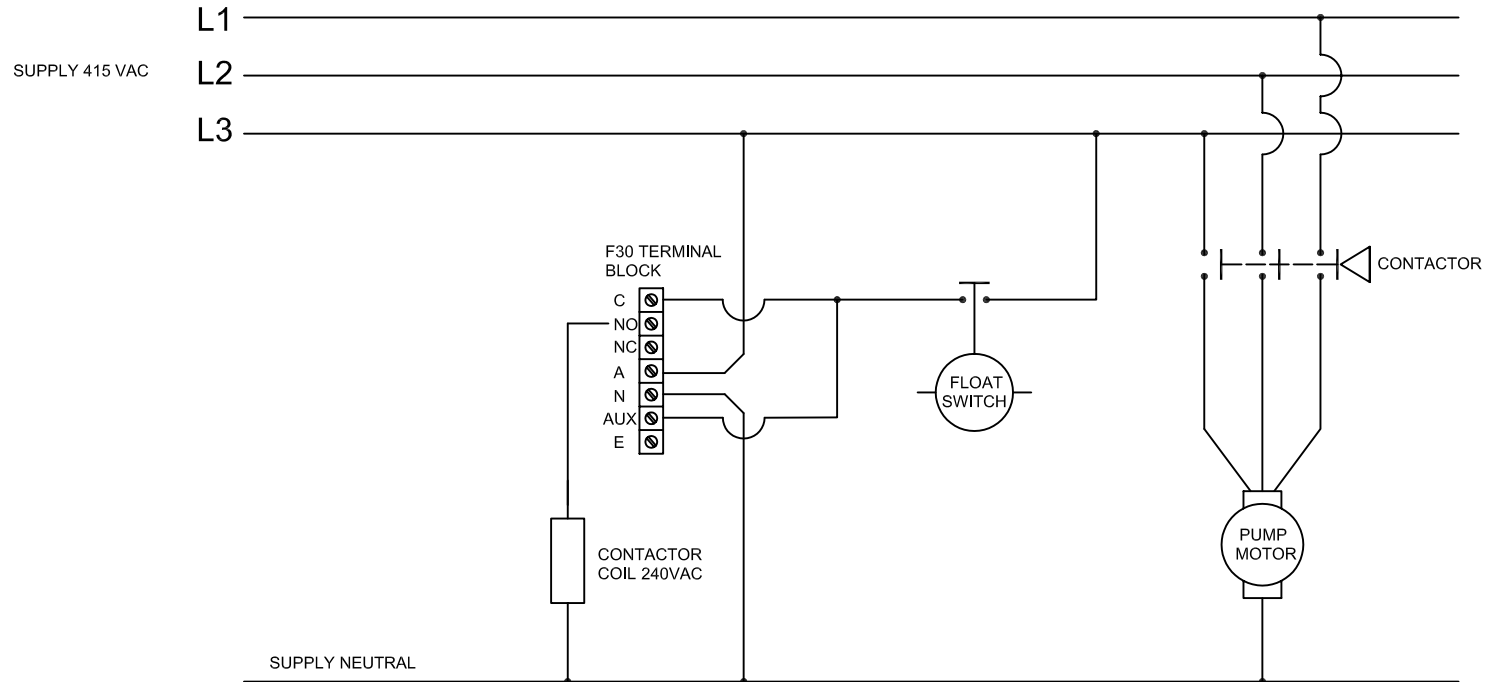 L1
SUPPLY 415 VAC
L2
L3
F30 TERMINAL
BLOCK
C
NO
NC
A
N
AUX
E
FLOAT
SWITCH
CONTACTOR
PUMP
MOTOR
CONTACTOR
COIL 240VAC
SUPPLY NEUTRAL